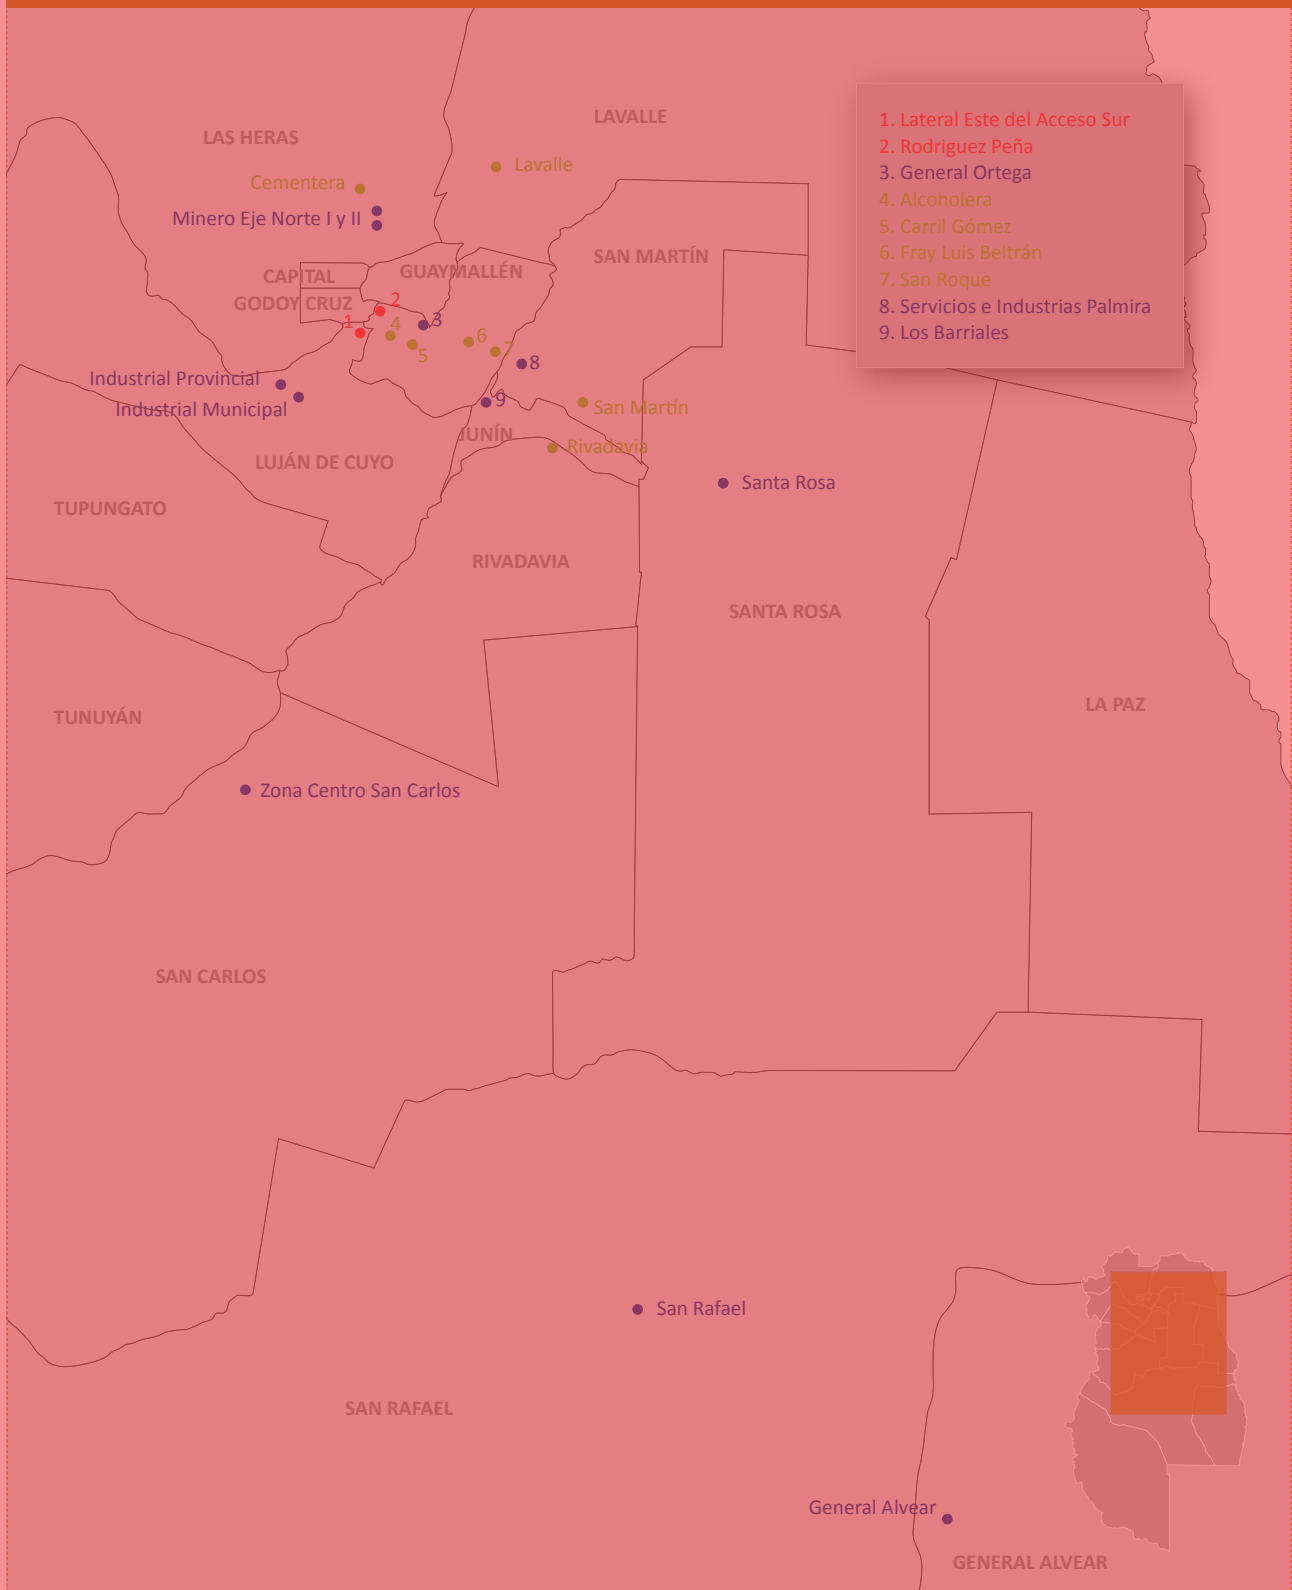 LAVALLE
LAS HERAS
1. Lateral Este del Acceso Sur
2. Rodriguez Peña
3. General Ortega
4. Alcoholera
5. Carril Gómez
6. Fray Luis Beltrán
7. San Roque
8. Servicios e Industrias Palmira
9. Los Barriales
Lavalle
Cementera
Minero Eje Norte I y II
SAN MARTÍN
GUAYMALLÉN
CAPITAL
GODOY CRUZ
2
1
3
4
5
6
7
8
9
Industrial Provincial
Industrial Municipal
San Martín
JUNÍN
Rivadavia
LUJÁN DE CUYO
Santa Rosa
TUPUNGATO
RIVADAVIA
SANTA ROSA
LA PAZ
TUNUYÁN
Zona Centro San Carlos
SAN CARLOS
San Rafael
SAN RAFAEL
General Alvear
GENERAL ALVEAR